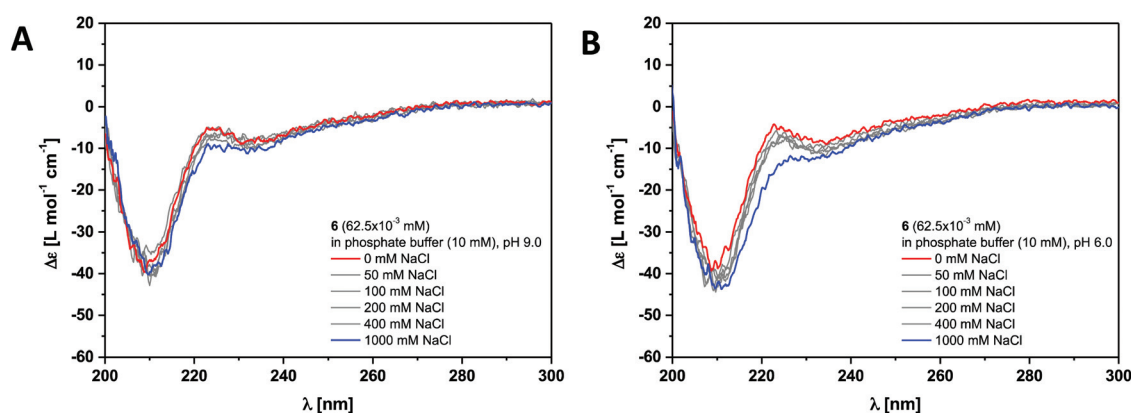 A
20
10
0
-10
-20
-30
-40
-50
-60
Δε [L mol⁻¹ cm⁻¹]
6 (62.5x10⁻³ mM)
in phosphate buffer (10 mM), pH 9.0
0 mM NaCl
50 mM NaCl
100 mM NaCl
200 mM NaCl
400 mM NaCl
1000 mM NaCl
200 220 240 260 280 300
λ [nm]
B
20
10
0
-10
-20
-30
-40
-50
-60
Δε [L mol⁻¹ cm⁻¹]
6 (62.5x10⁻³ mM)
in phosphate buffer (10 mM), pH 6.0
0 mM NaCl
50 mM NaCl
100 mM NaCl
200 mM NaCl
400 mM NaCl
1000 mM NaCl
200 220 240 260 280 300
λ [nm]